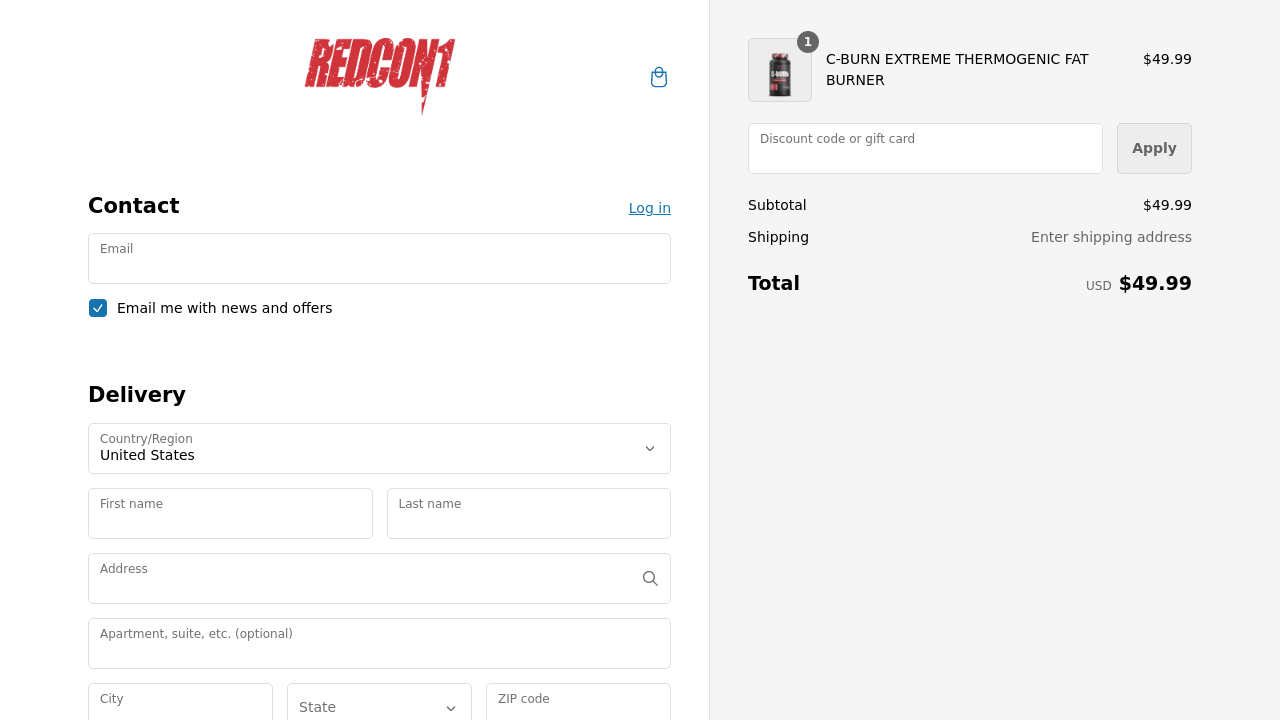 REDCON1
Contact
Log in
Email
Email me with news and offers
Delivery
Country/Region
United States
First name
Last name
Address
Apartment, suite, etc. (optional)
City
State
ZIP code
1
C-BURN
C-BURN EXTREME THERMOGENIC FAT
BURNER
$49.99
Discount code or gift card
Apply
Subtotal
$49.99
Shipping
Enter shipping address
Total
USD $49.99